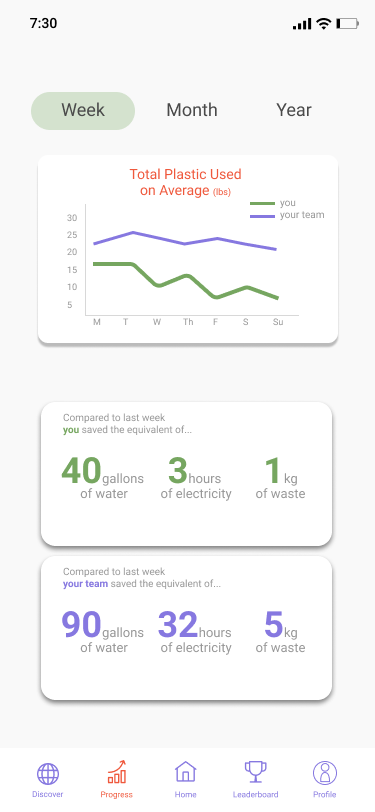 7:30
Week Month Year
Total Plastic Used
on Average (lbs)
you
your team
30
25
20
15
10
5
M T W Th F S Su
Compared to last week
you saved the equivalent of...
40 gallons of water
3 hours of electricity
1 kg of waste
Compared to last week
your team saved the equivalent of...
90 gallons of water
32 hours of electricity
5 kg of waste
Discover Progress Home Leaderboard Profile